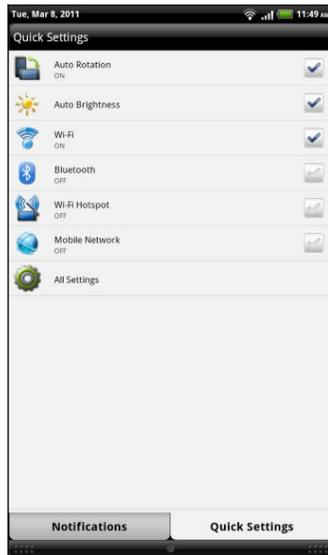 Tue, Mar 8, 2011 11:49 AM
Quick Settings
Auto Rotation
ON
Auto Brightness
Wi-Fi
ON
Bluetooth
OFF
Wi-Fi Hotspot
OFF
Mobile Network
OFF
All Settings
Notifications Quick Settings